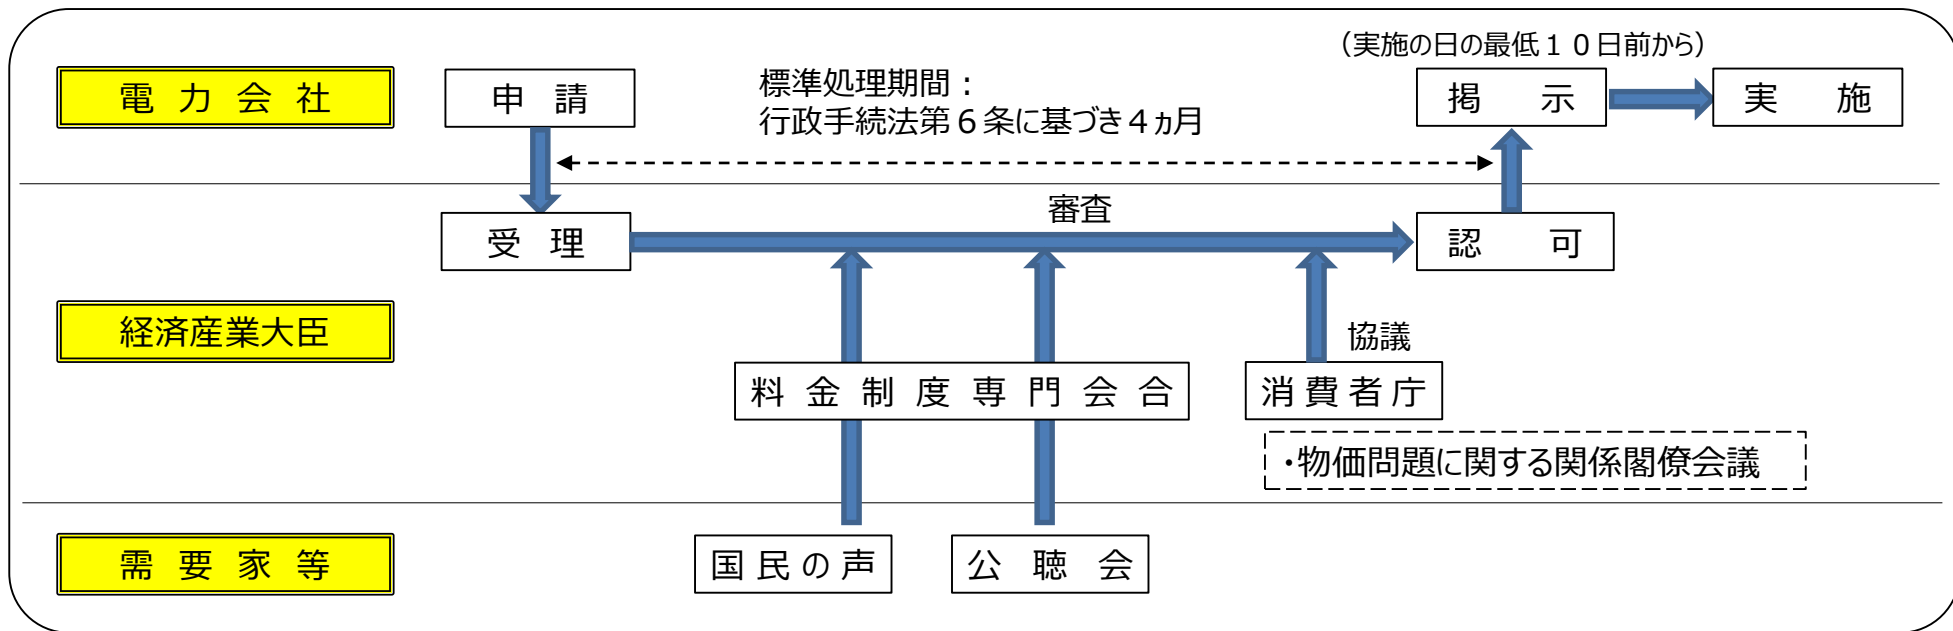 （実施の日の最低１０日前から）
電力会社
申請
標準処理期間：
行政手続法第６条に基づき４ヵ月
掲示
実施
受理
審査
認可
経済産業大臣
協議
料金制度専門会合
消費者庁
・物価問題に関する関係閣僚会議
需要家等
国民の声
公聴会